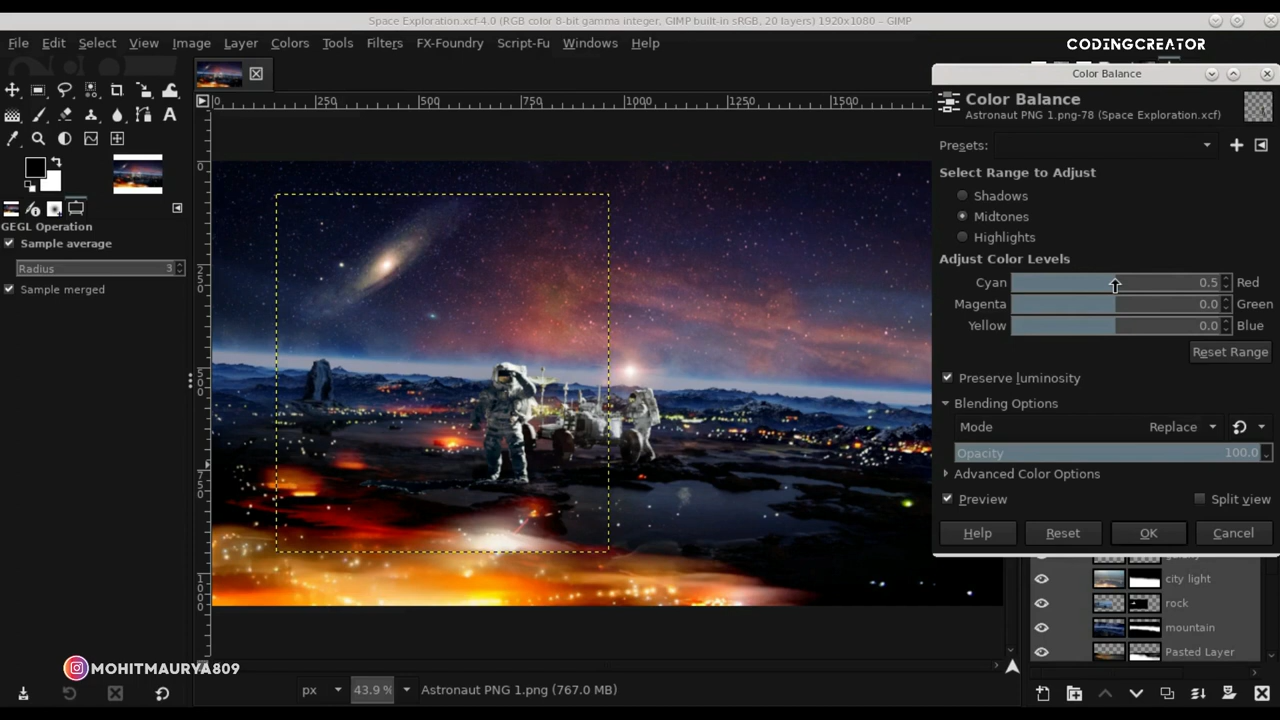 Space Exploration.xcf-4.0 (RGB color 8-bit gamma integer, GIMP built-in sRGB, 20 layers) 1920x1080 – GIMP
File Edit Select View Image Layer Colors Tools Filters FX-Foundry Script-Fu Windows Help
CODINGCREATOR
Color Balance
0 250 500 750 1000 1250 1500
Color Balance
Astronaut PNG 1.png-78 (Space Exploration.xcf)
Presets:
Select Range to Adjust
Shadows
Midtones
Highlights
Adjust Color Levels
Cyan 0.5 Red
Magenta 0.0 Green
Yellow 0.0 Blue
Reset Range
Preserve luminosity
Blending Options
Mode Replace
Opacity 100.0
Advanced Color Options
Preview Split view
Help Reset OK Cancel
GEGL Operation
Sample average
Radius 3
Sample merged
0
250
500
750
1000
city light
rock
mountain
Pasted Layer
MOHITMAURYA809
px 43.9 % Astronaut PNG 1.png (767.0 MB)